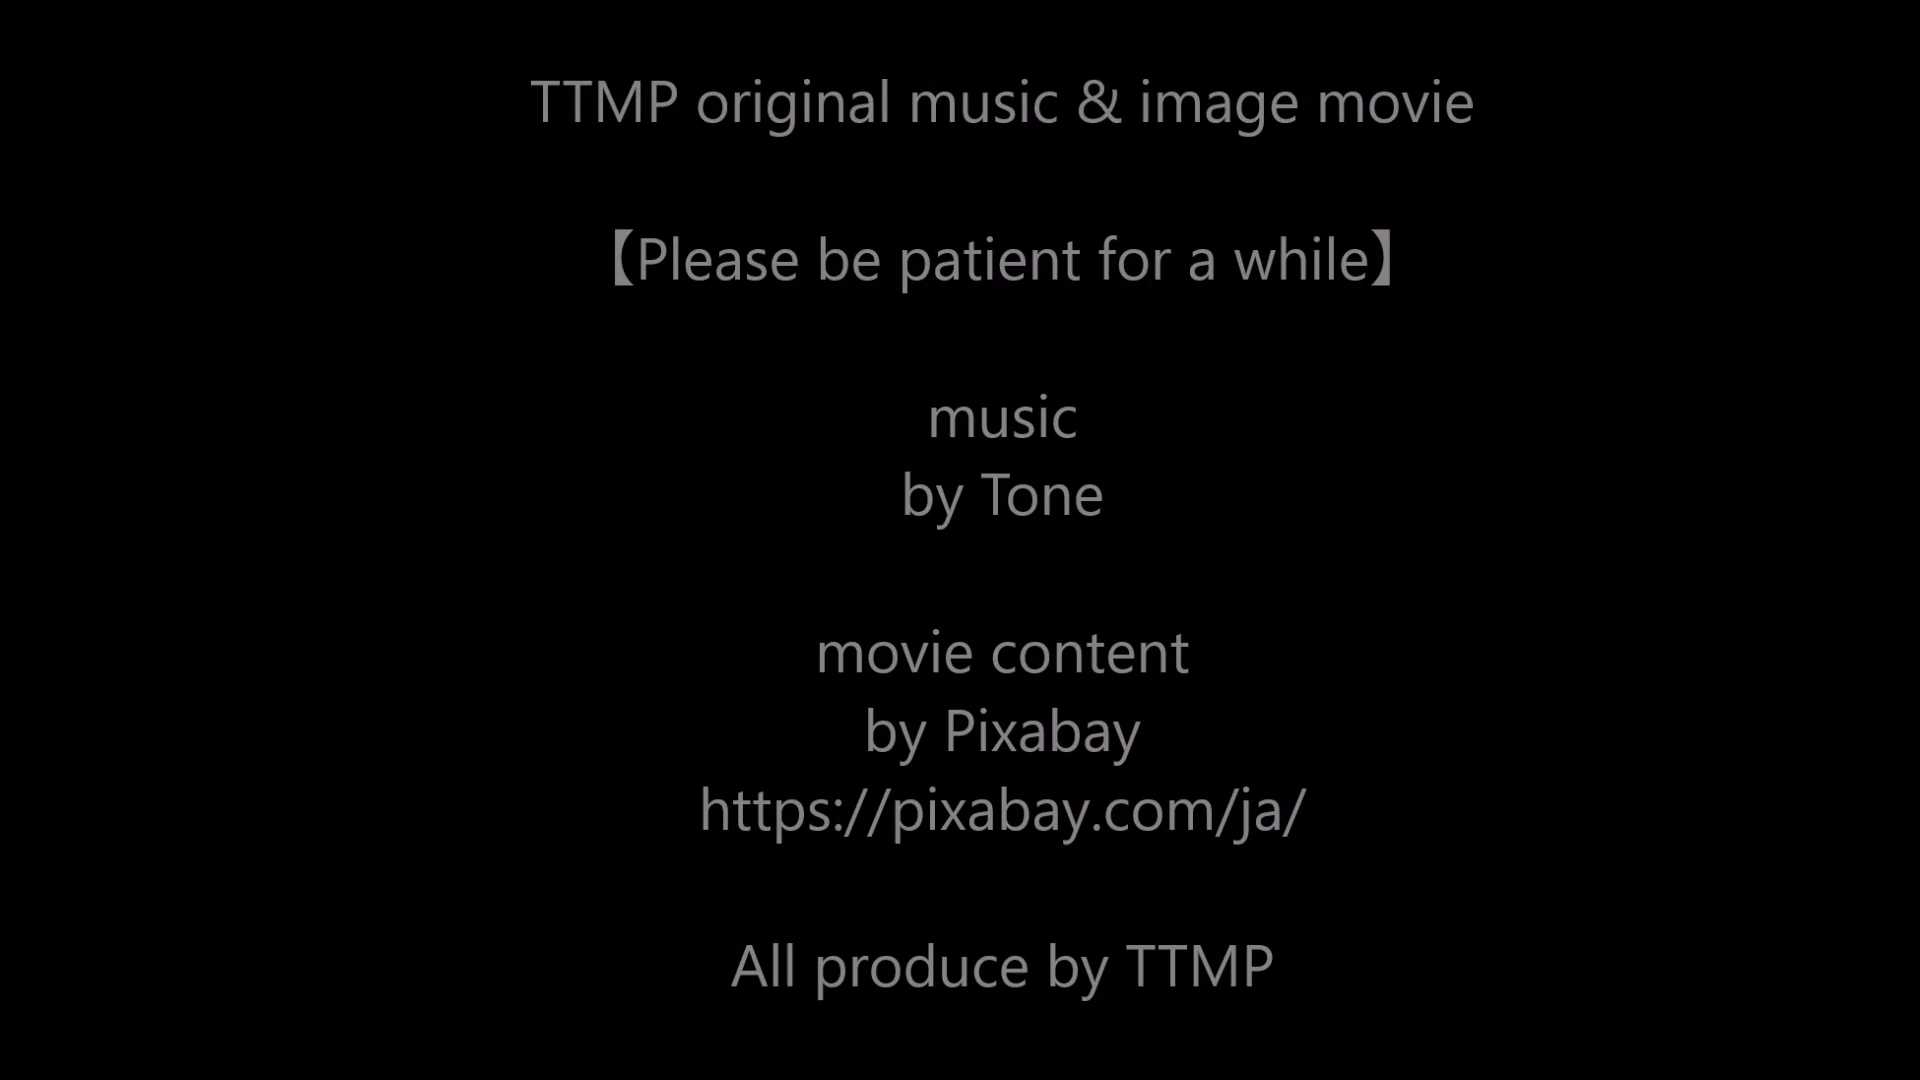 TTMP original music & image movie
【Please be patient for a while】
music
by Tone
movie content
by Pixabay
https://pixabay.com/ja/
All produce by TTMP